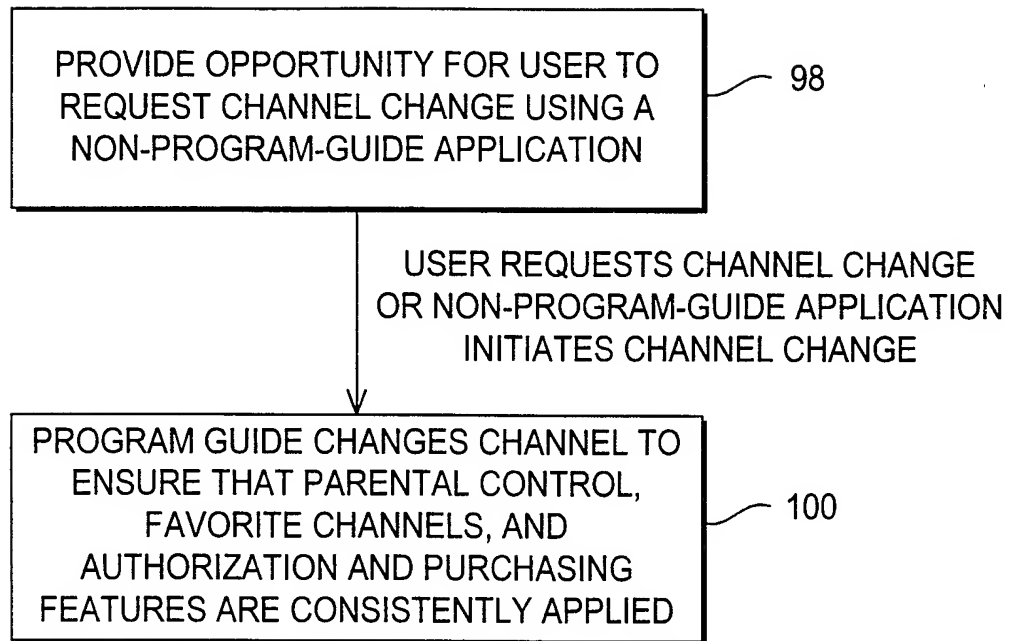 PROVIDE OPPORTUNITY FOR USER TO
REQUEST CHANNEL CHANGE USING A
NON-PROGRAM-GUIDE APPLICATION
98
USER REQUESTS CHANNEL CHANGE
OR NON-PROGRAM-GUIDE APPLICATION
INITIATES CHANNEL CHANGE
PROGRAM GUIDE CHANGES CHANNEL TO
ENSURE THAT PARENTAL CONTROL,
FAVORITE CHANNELS, AND
AUTHORIZATION AND PURCHASING
FEATURES ARE CONSISTENTLY APPLIED
100